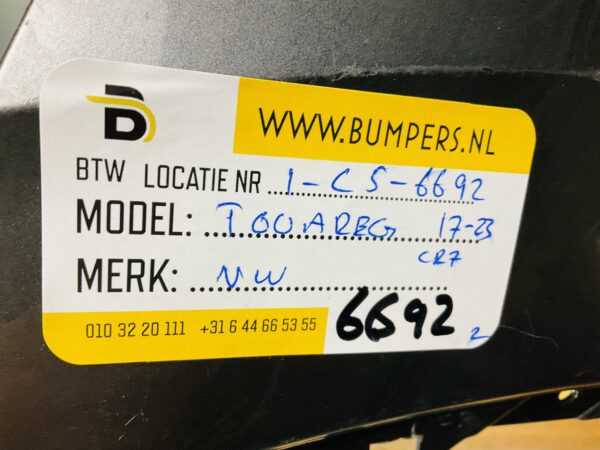 B
WWW.BUMPERS.NL
BTW LOCATIE NR 1-C5-6692
MODEL: TOUAREG 17-23
CR7
MERK: VW
010 32 20 111 +31 6 44 66 53 55 6692